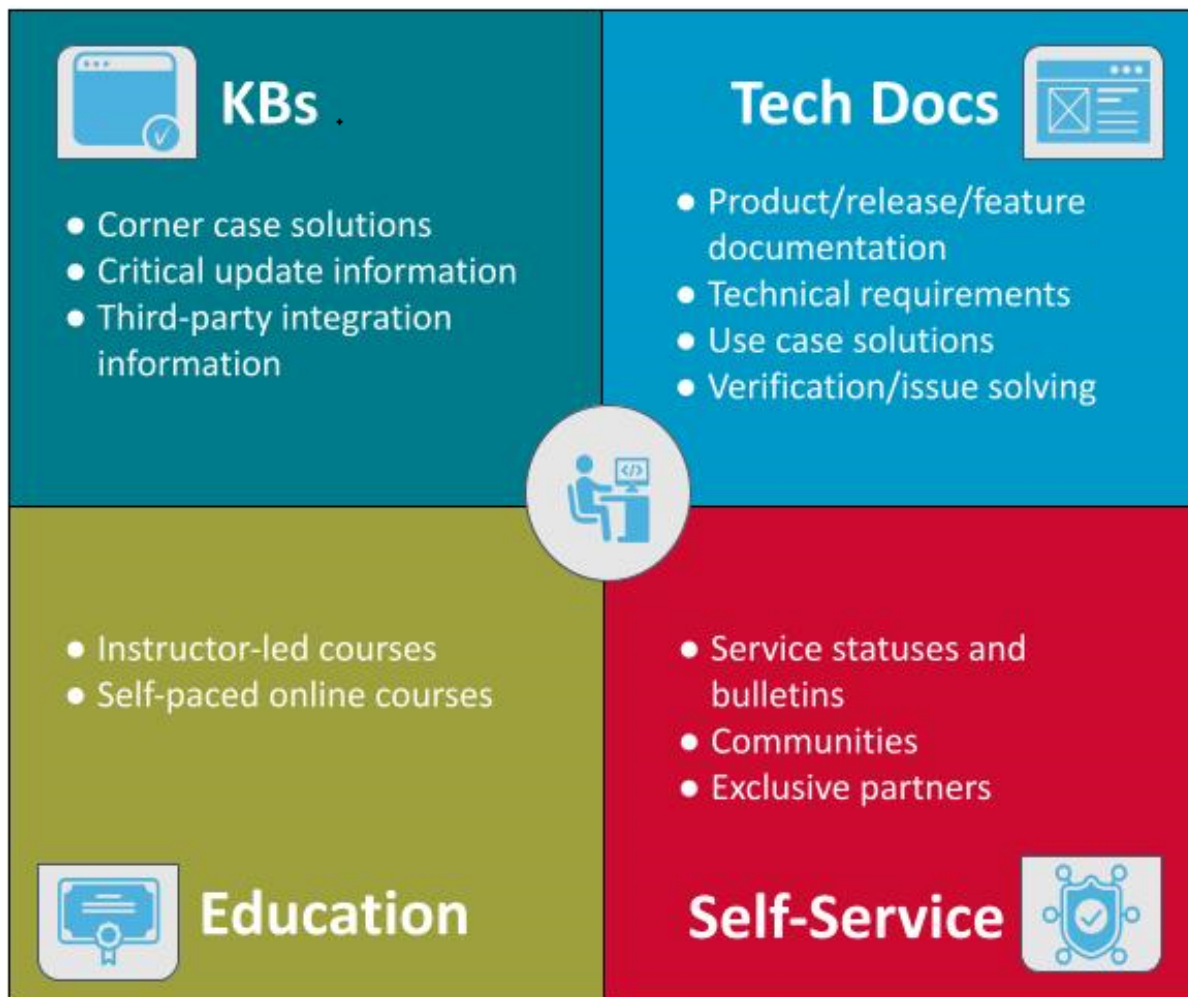 KBs
● Corner case solutions
● Critical update information
● Third-party integration
information
Tech Docs
● Product/release/feature
documentation
● Technical requirements
● Use case solutions
● Verification/issue solving
</>
● Instructor-led courses
● Self-paced online courses
Education
● Service statuses and
bulletins
● Communities
● Exclusive partners
Self-Service